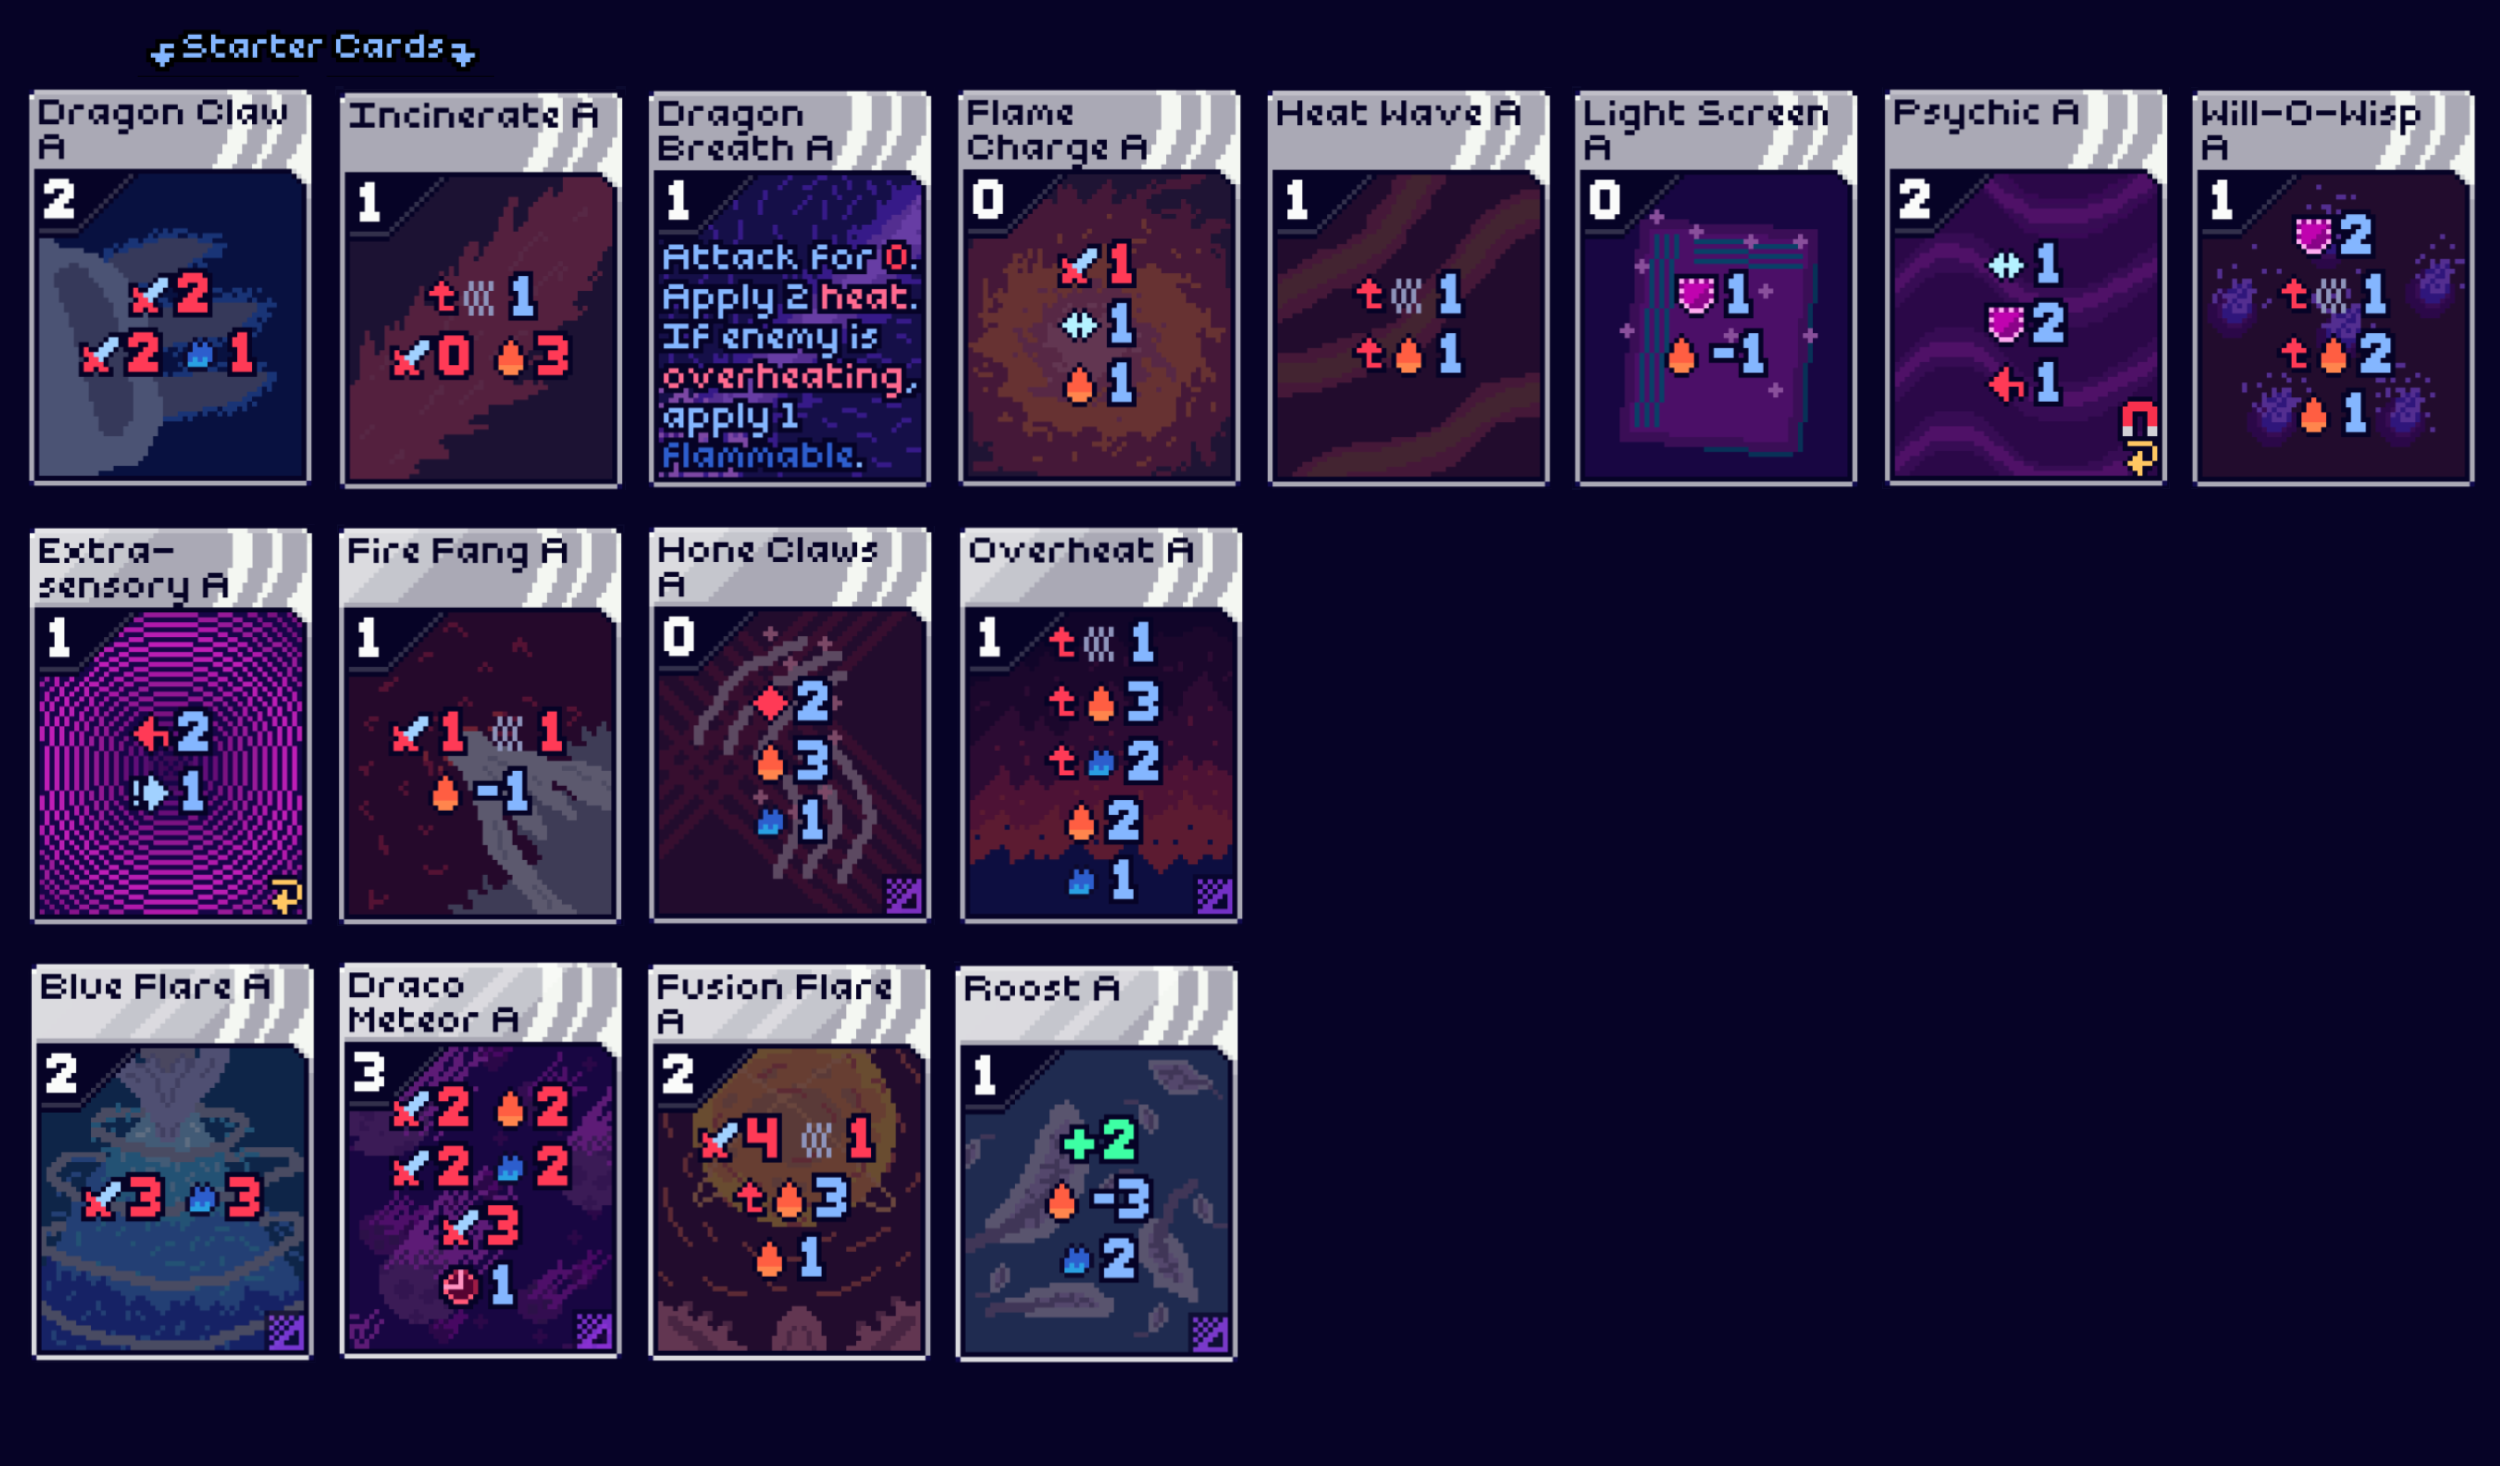 Starter Cards
Dragon Claw
A
2
2
2 1
Incinerate A
1
1
0 3
Dragon
Breath A
1
Attack for 0.
Apply 2 heat.
If enemy is
overheating,
apply 1
flammable.
Flame
Charge A
0
1
1
1
Heat Wave A
1
1
1
Light Screen
A
0
1
-1
Psychic A
2
1
2
1
Will-O-Wisp
A
1
2
1
2
1
Extra-
sensory A
1
2
1
Fire Fang A
1
1 1
-1
Hone Claws
A
0
2
3
1
Overheat A
1
1
3
2
2
1
Blue Flare A
2
3 3
Draco
Meteor A
3
2 2
2 2
3
1
Fusion Flare
A
2
4 1
3
1
Roost A
1
+2
-3
2